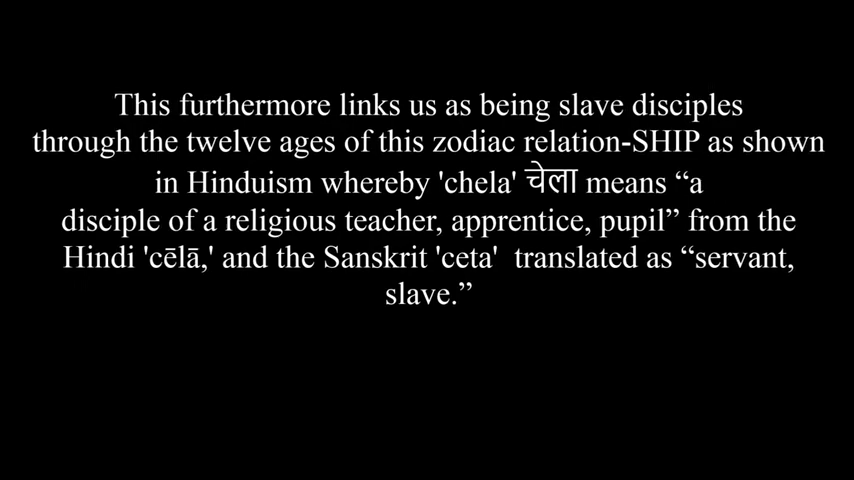 This furthermore links us as being slave disciples
through the twelve ages of this zodiac relation-SHIP as shown
in Hinduism whereby 'chela' चेला means “a
disciple of a religious teacher, apprentice, pupil” from the
Hindi 'cēlā,' and the Sanskrit 'ceta'  translated as “servant,
slave.”